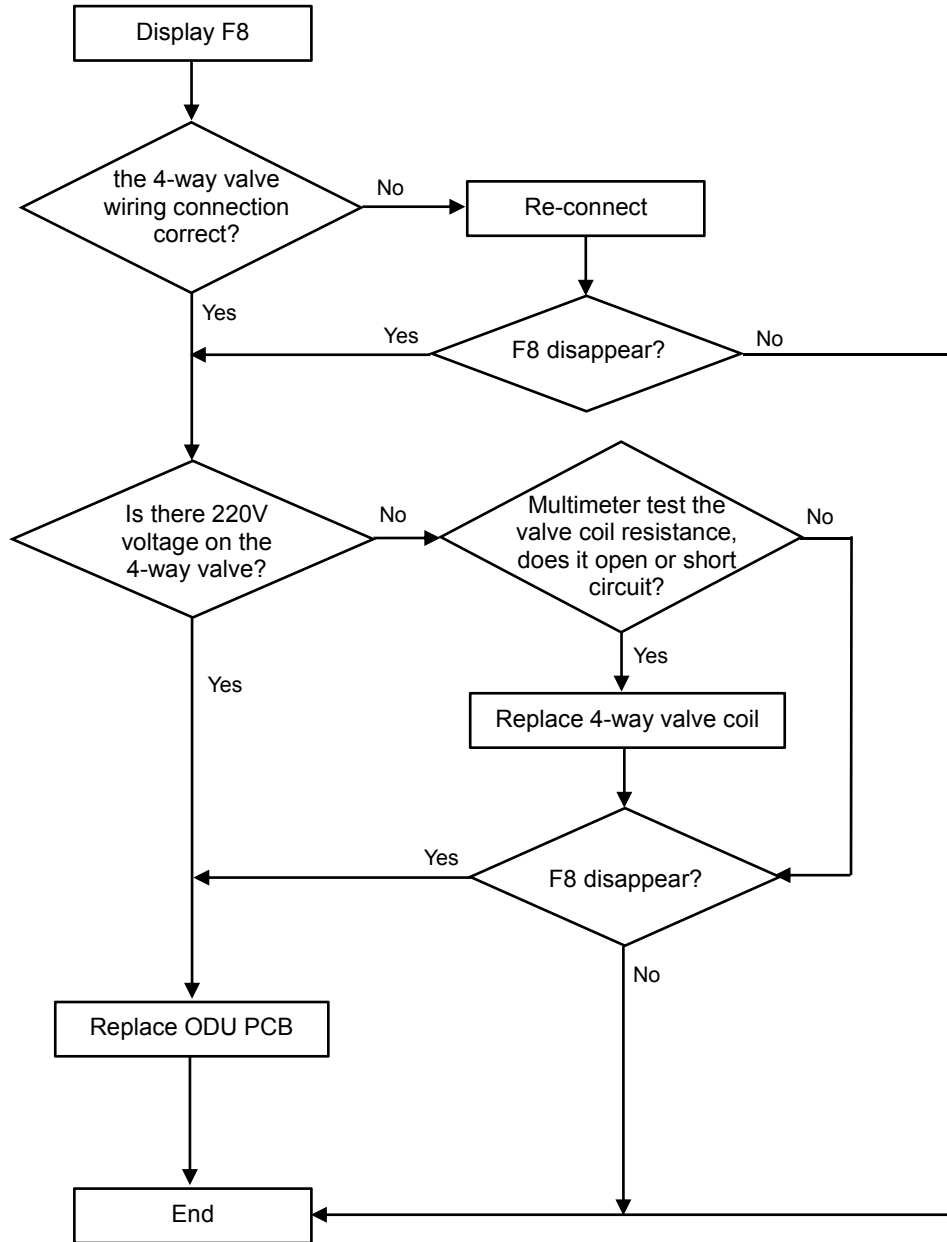 Display F8
the 4-way valve
wiring connection
correct?
No
Re-connect
Yes
Yes
F8 disappear?
No
Is there 220V
voltage on the
4-way valve?
No
Multimeter test the
valve coil resistance,
does it open or short
circuit?
No
Yes
Yes
Replace 4-way valve coil
Yes
F8 disappear?
No
Replace ODU PCB
End